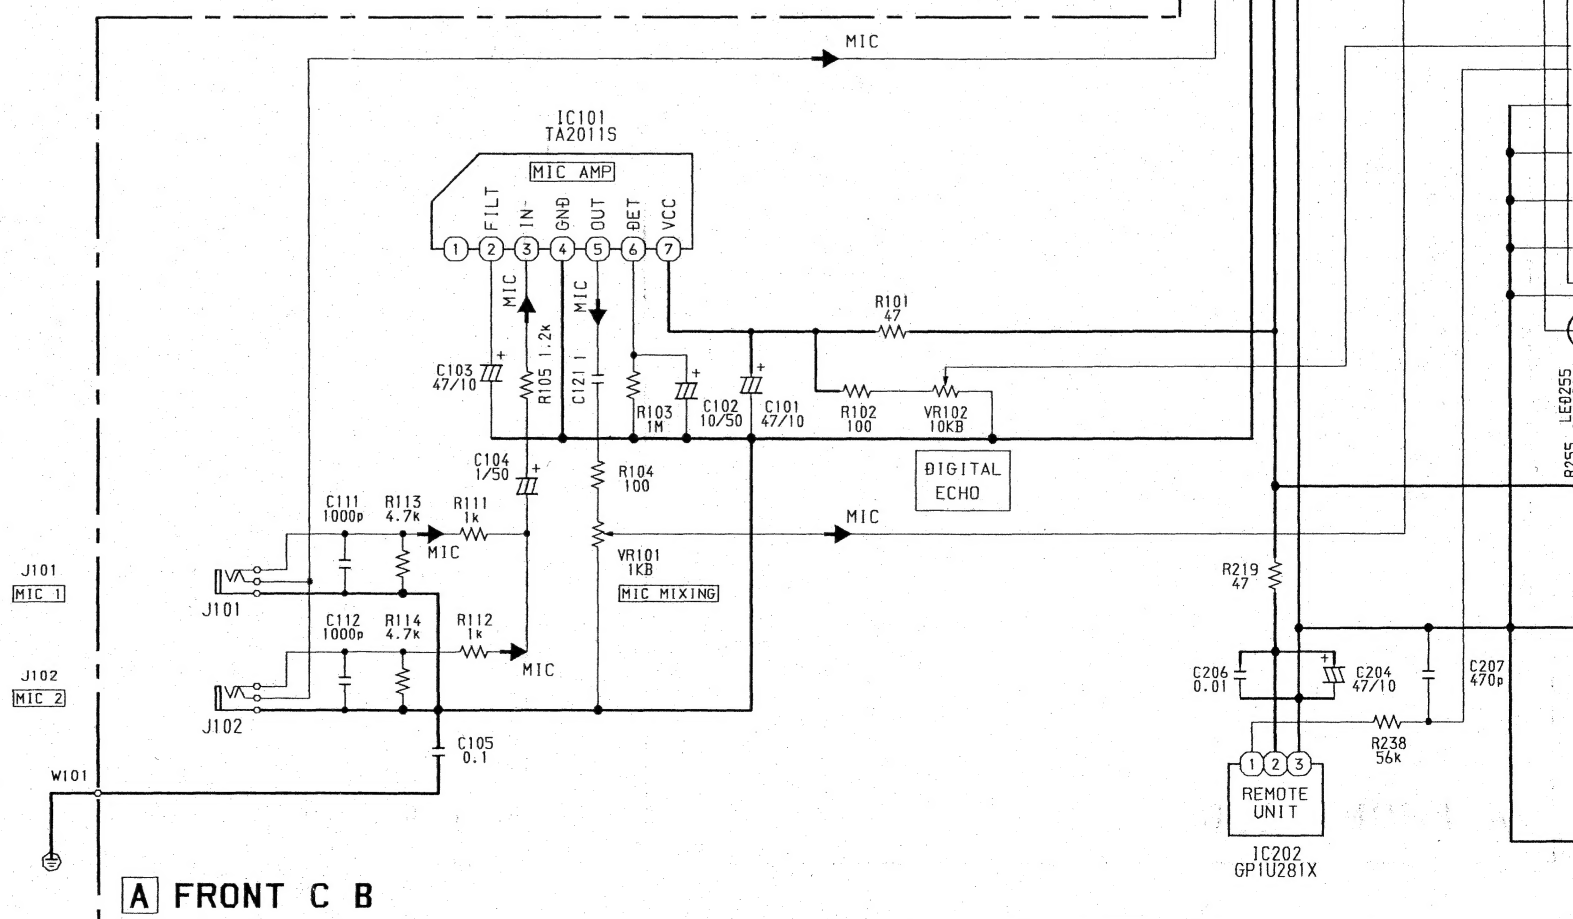 MIC
IC101
TA2011S
MIC AMP
FILT
IN-
GND
OUT
DET
VCC
1
2
3
4
5
6
7
MIC
MIC
R101
47
C103
47/10
+
R105 1.2k
C121 1
R103
1M
+
C102
10/50
+
C101
47/10
R102
100
VR102
10KB
LED255
R255
DIGITAL
ECHO
C104
1/50
+
R104
100
C111
1000p
R113
4.7k
R111
1k
MIC
MIC
VR101
1KB
MIC MIXING
J101
MIC 1
J101
R219
47
C112
1000p
R114
4.7k
R112
1k
MIC
J102
MIC 2
J102
C206
0.01
+
C204
47/10
C207
470p
C105
0.1
R238
56k
W101
1
2
3
REMOTE
UNIT
IC202
GP1U281X
A FRONT C B